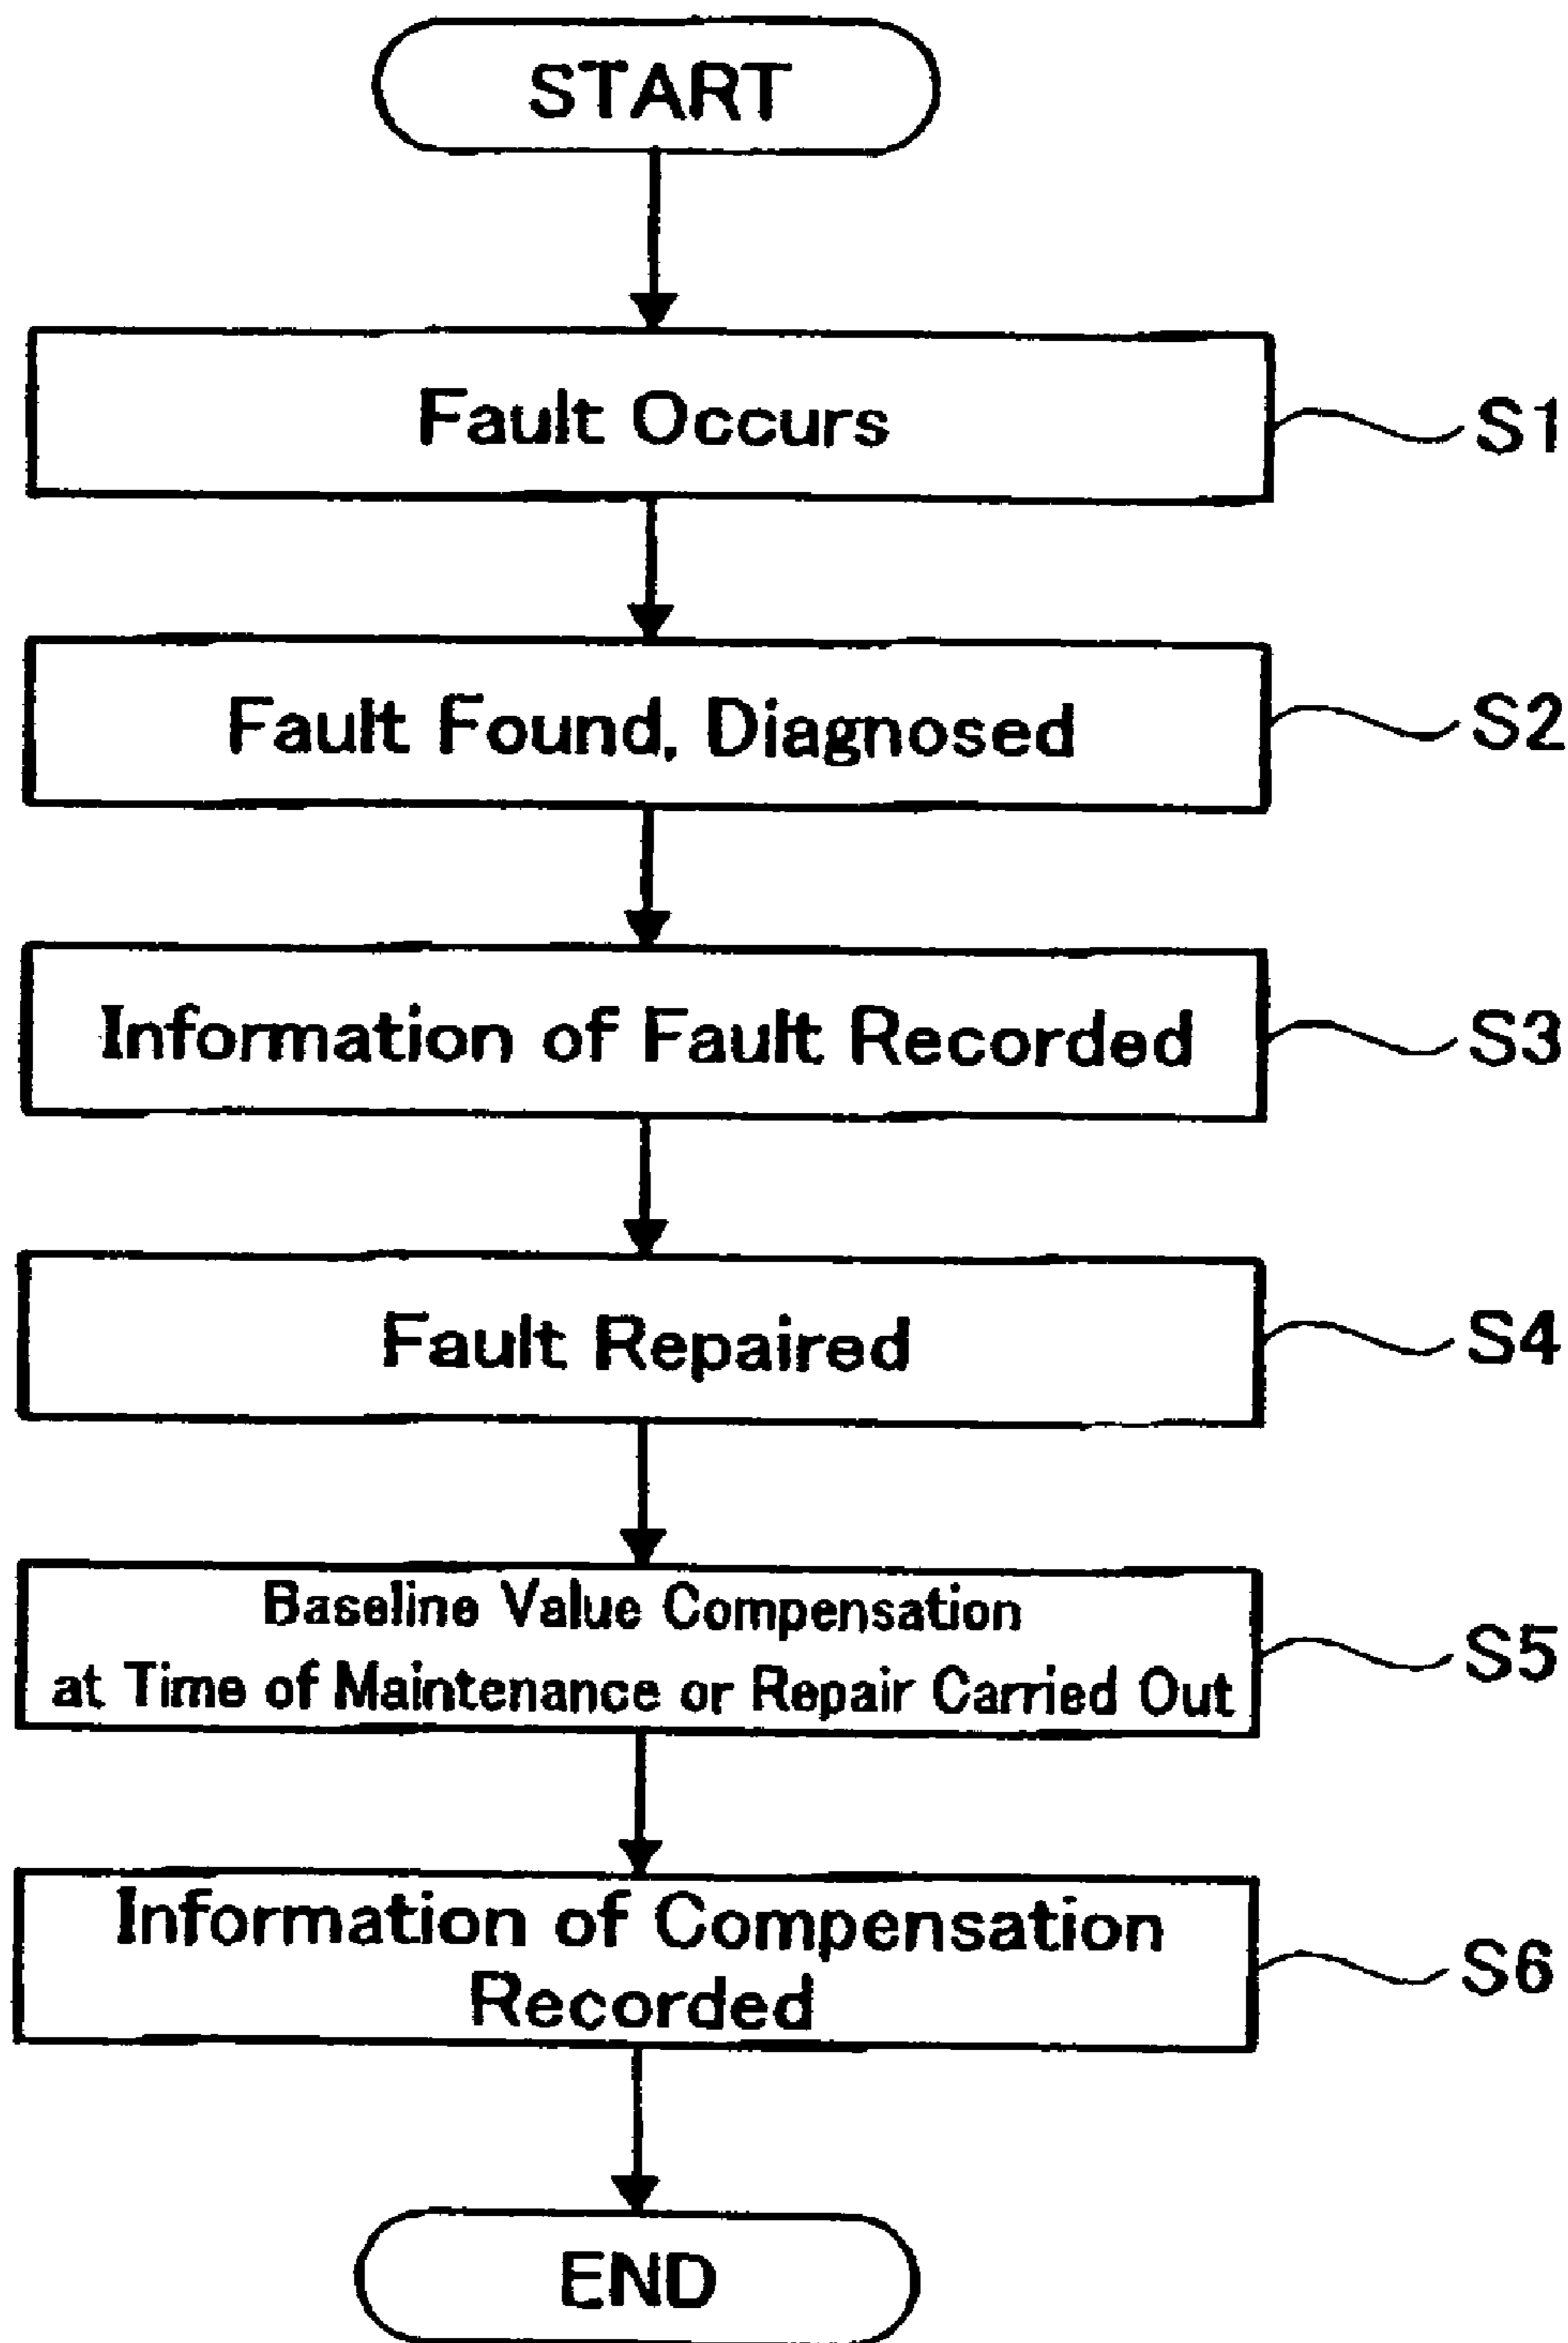 START
Fault Occurs
S1
Fault Found, Diagnosed
S2
Information of Fault Recorded
S3
Fault Repaired
S4
Baseline Value Compensation
at Time of Maintenance or Repair Carried Out
S5
Information of Compensation
Recorded
S6
END